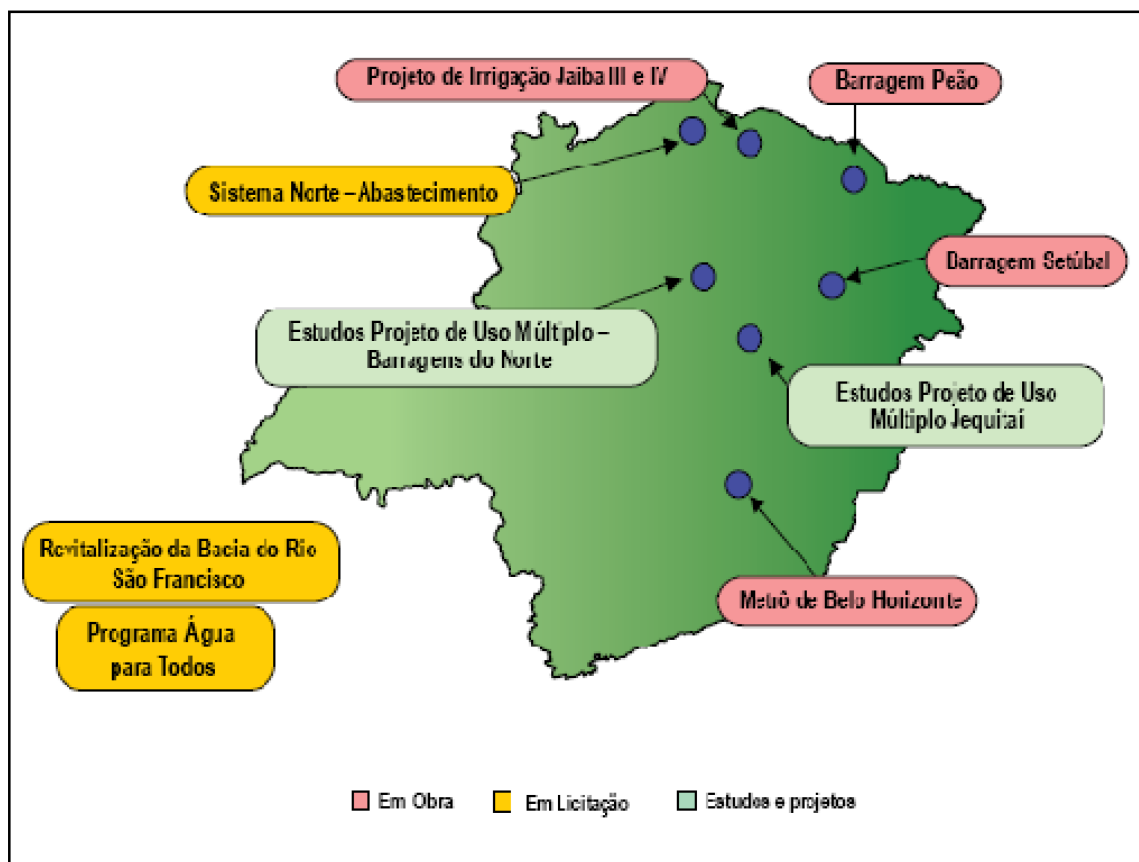 Projeto de Irrigação Jaíba III e IV
Barragem Peão
Sistema Norte – Abastecimento
Barragem Setúbal
Estudos Projeto de Uso Múltiplo –
Barragens do Norte
Estudos Projeto de Uso
Múltiplo Jequitaí
Revitalização da Bacia do Rio
São Francisco
Metrô de Belo Horizonte
Programa Água
para Todos
Em Obra
Em Licitação
Estudos e projetos